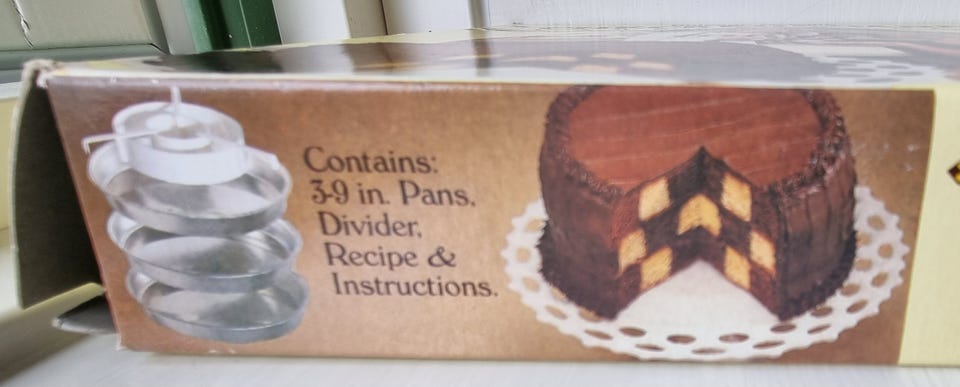 Contains:
3-9 in. Pans,
Divider,
Recipe &
Instructions.